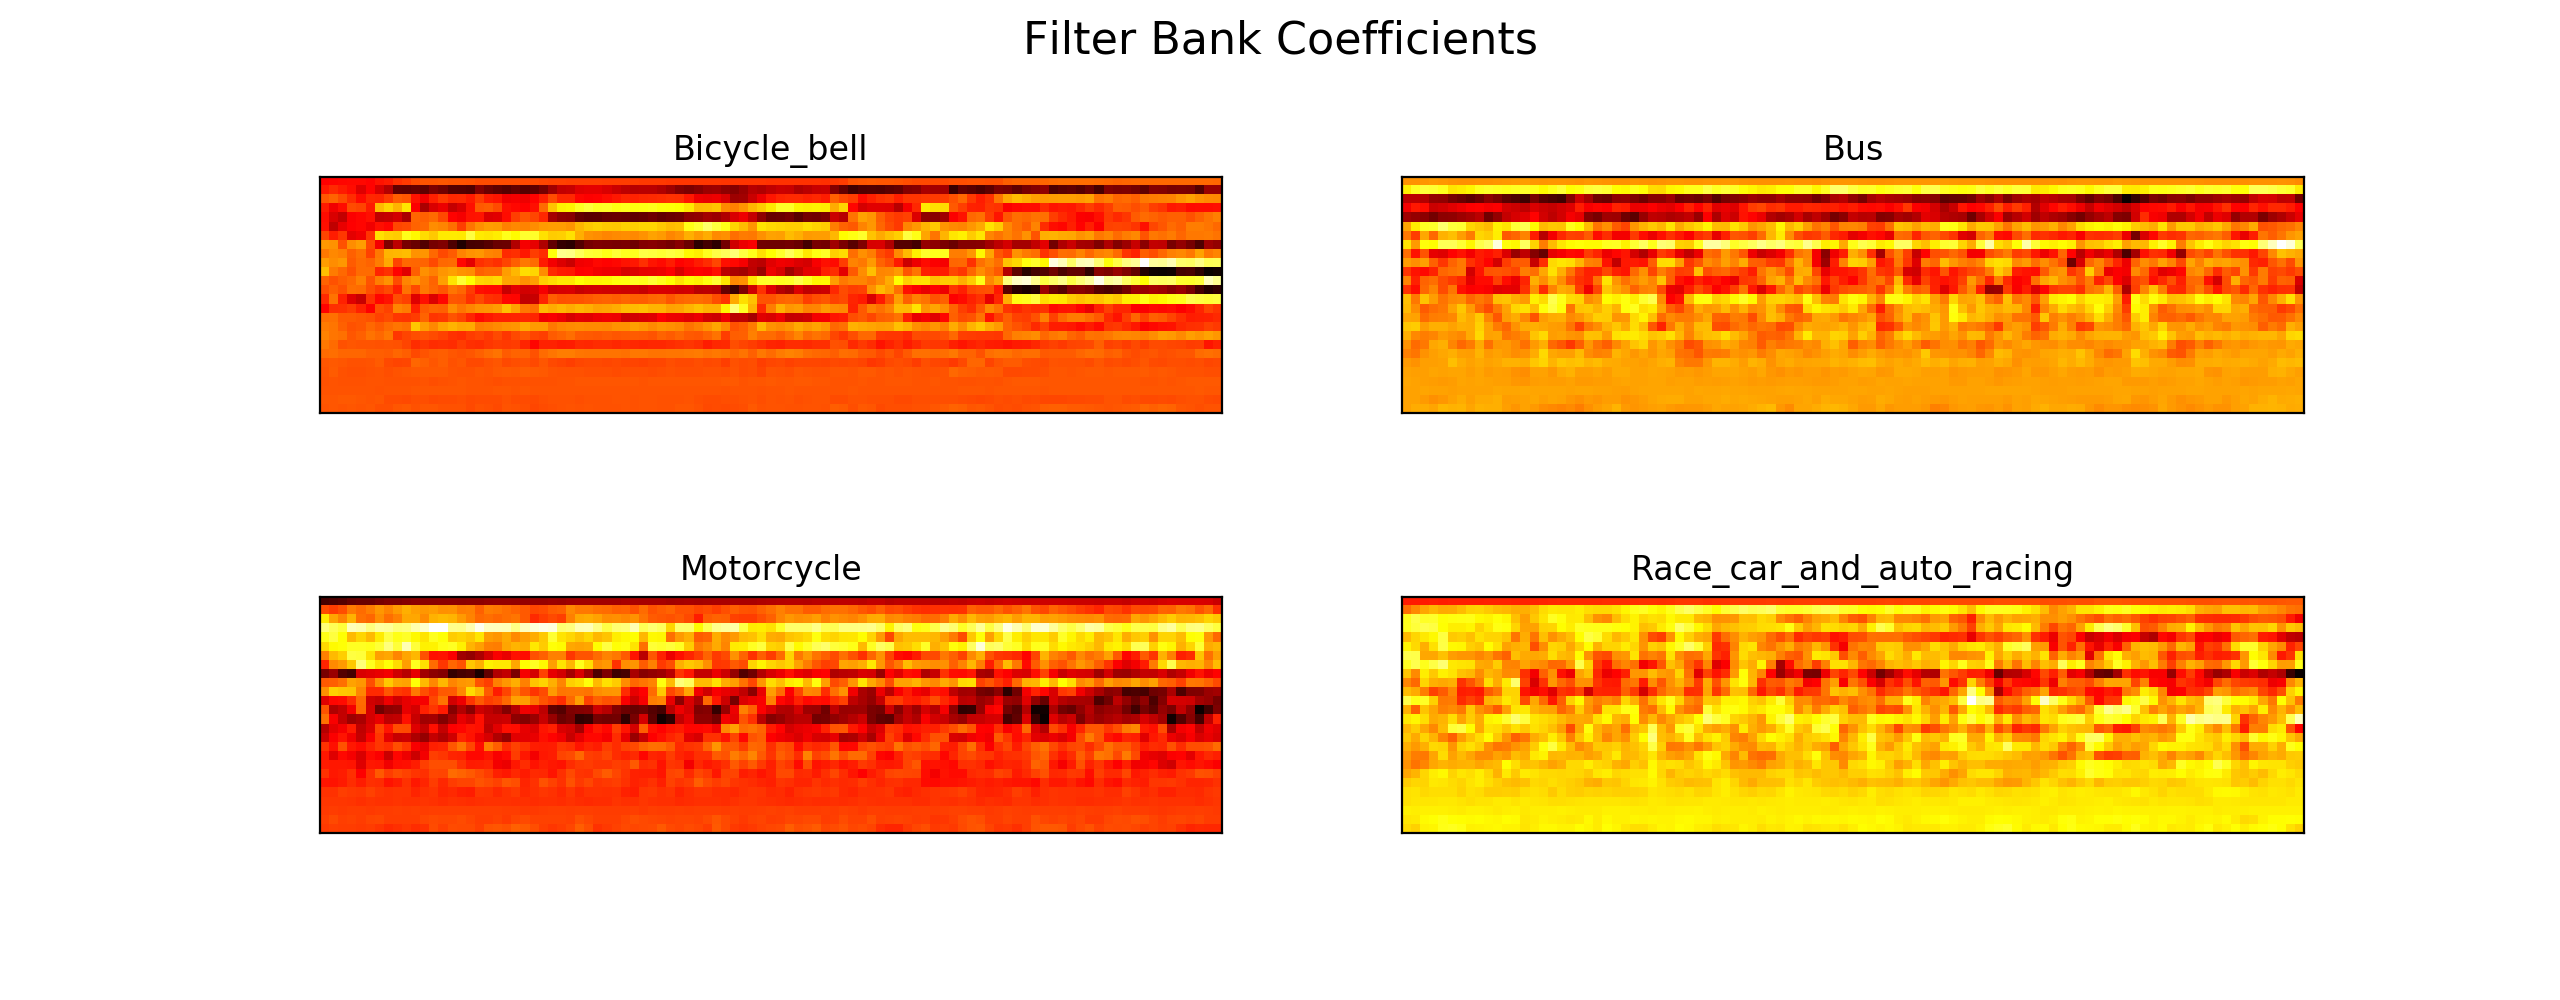 Filter Bank Coefficients
Bicycle_bell
Bus
Motorcycle
Race_car_and_auto_racing